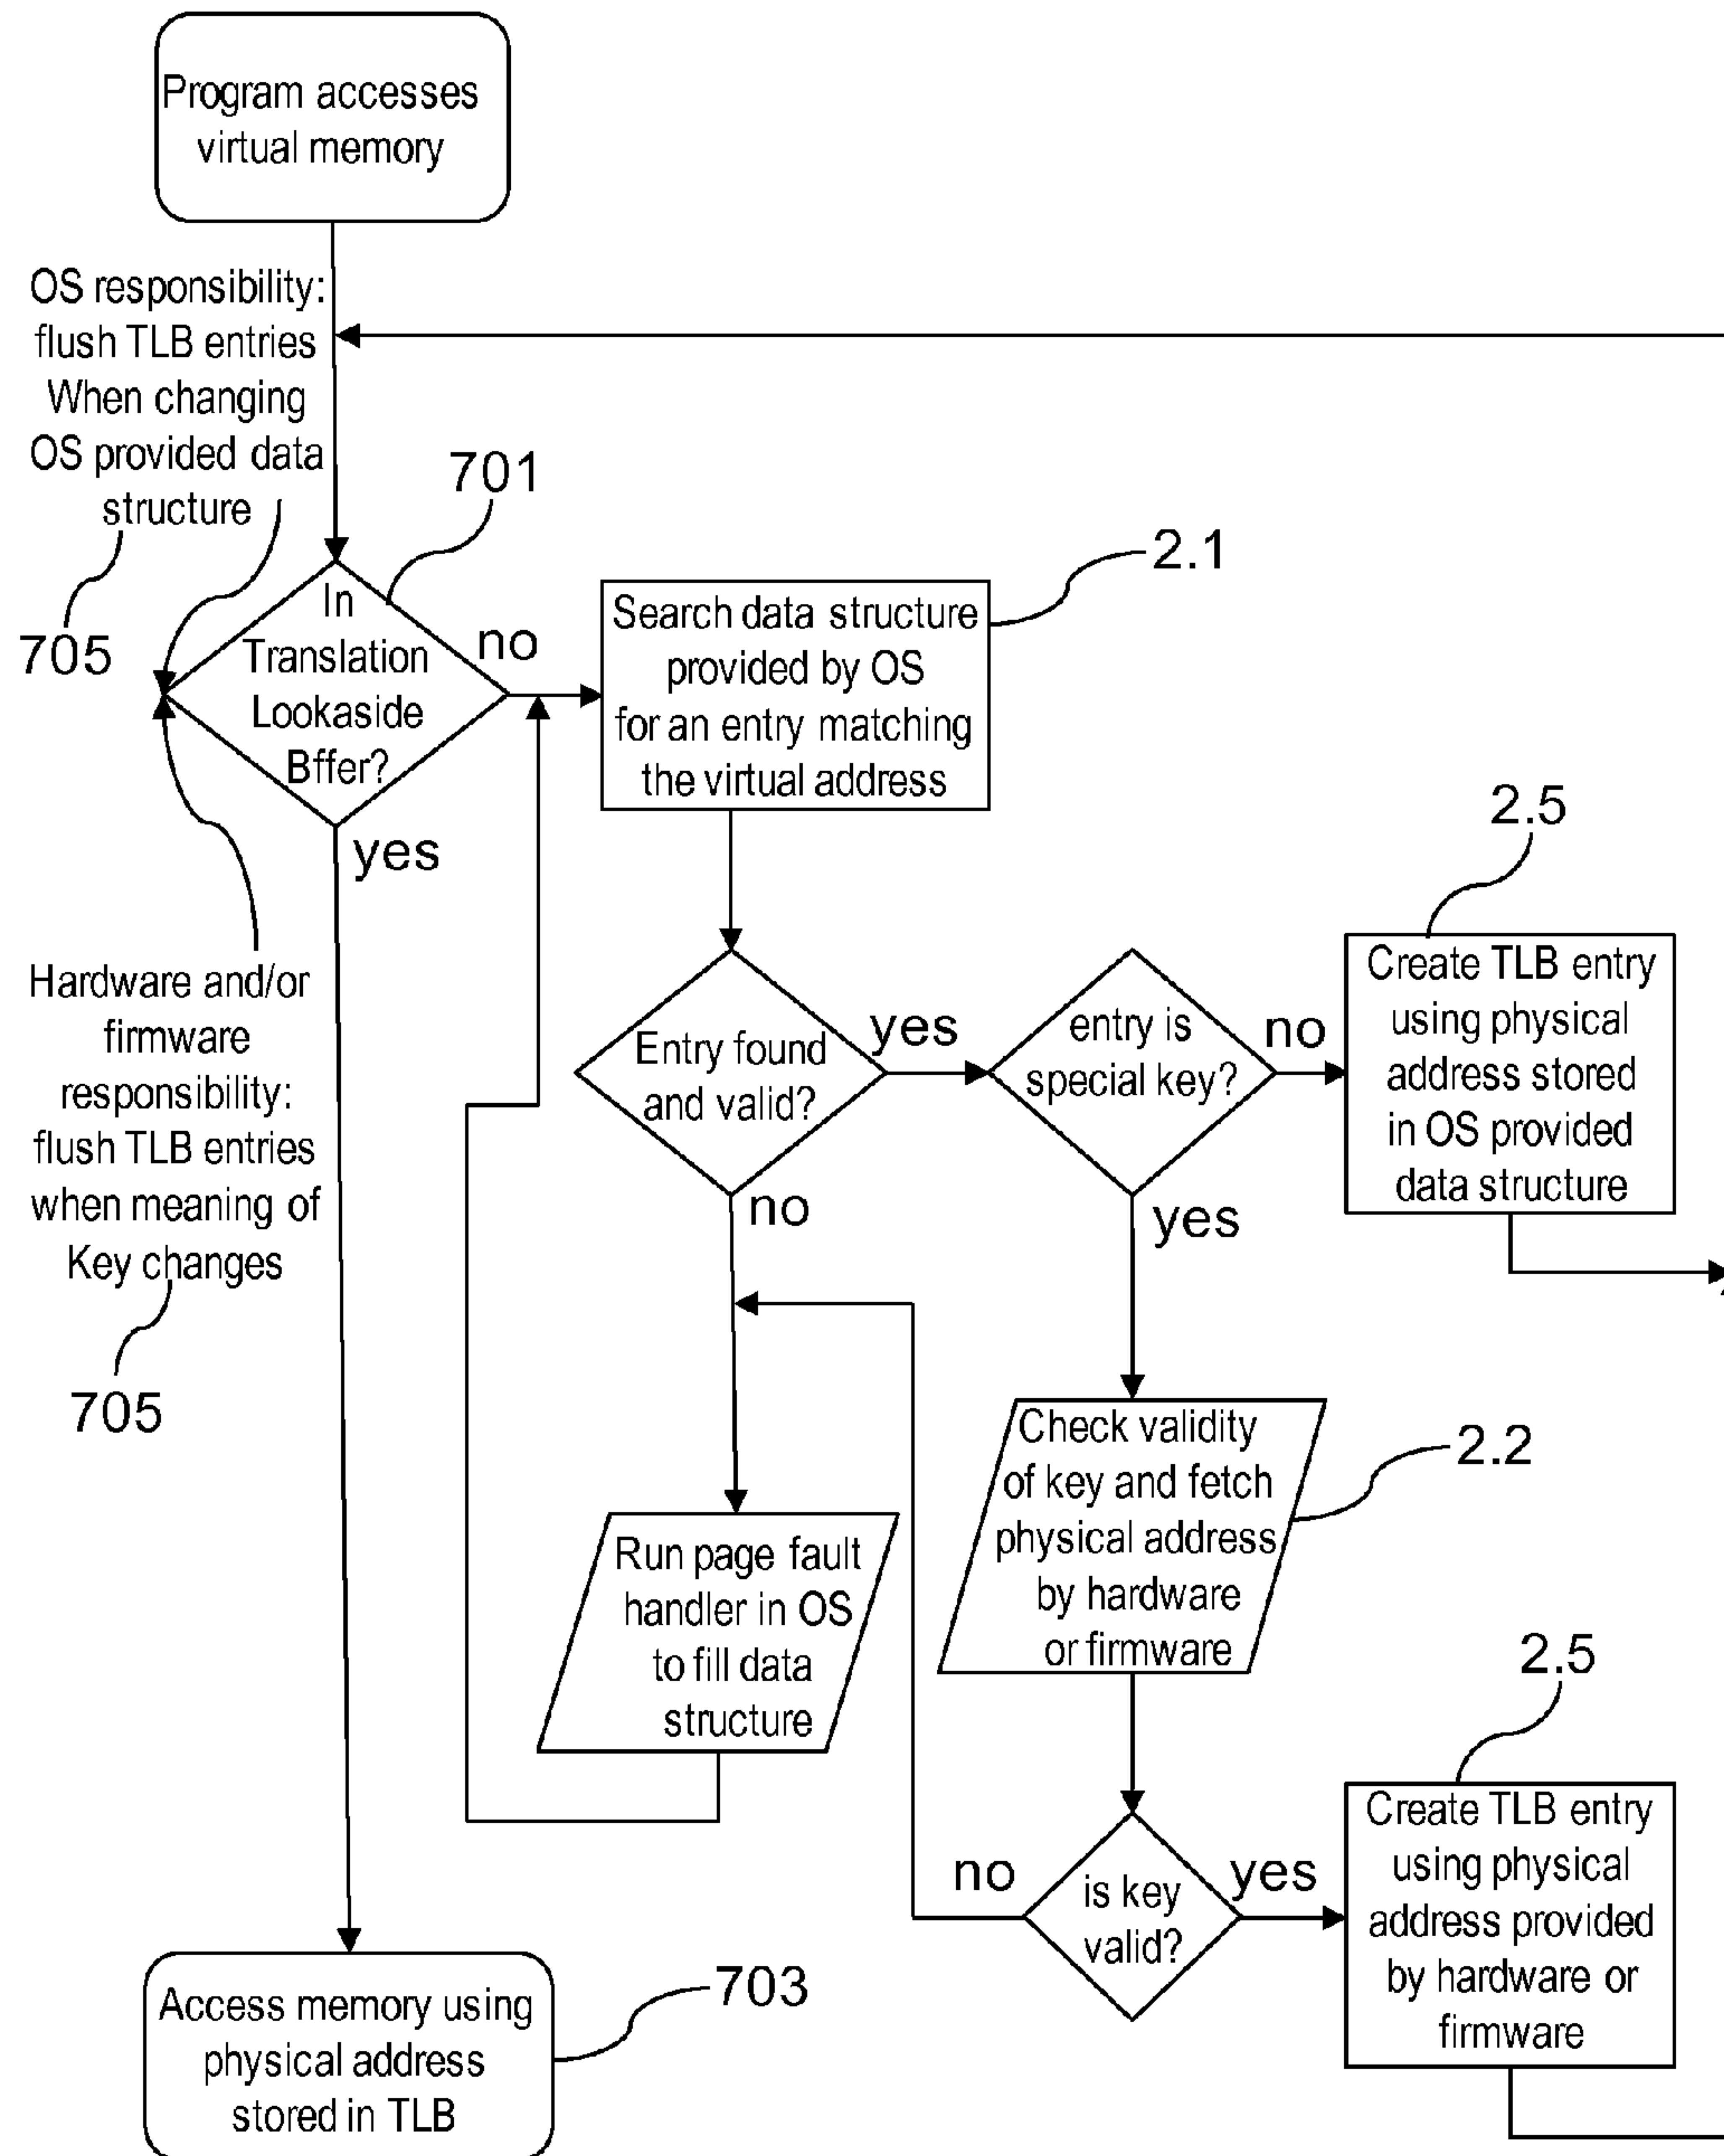 Program accesses
virtual memory
OS responsibility:
flush TLB entries
When changing
OS provided data
structure
705
701
In
Translation
Lookaside
Bffer?
no
yes
2.1
Search data structure
provided by OS
for an entry matching
the virtual address
Hardware and/or
firmware
responsibility:
flush TLB entries
when meaning of
Key changes
705
Entry found
and valid?
yes
no
entry is
special key?
no
yes
2.5
Create TLB entry
using physical
address stored
in OS provided
data structure
Run page fault
handler in OS
to fill data
structure
Check validity
of key and fetch
physical address
by hardware
or firmware
2.2
is key
valid?
no
yes
2.5
Create TLB entry
using physical
address provided
by hardware or
firmware
Access memory using
physical address
stored in TLB
703